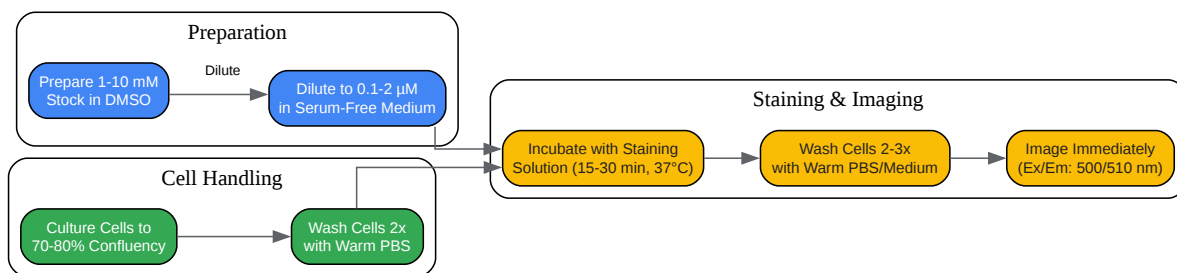 Preparation
Prepare 1-10 mM
Stock in DMSO
Dilute
Dilute to 0.1-2 µM
in Serum-Free Medium
Cell Handling
Culture Cells to
70-80% Confluency
Wash Cells 2x
with Warm PBS
Staining & Imaging
Incubate with Staining
Solution (15-30 min, 37°C)
Wash Cells 2-3x
with Warm PBS/Medium
Image Immediately
(Ex/Em: 500/510 nm)